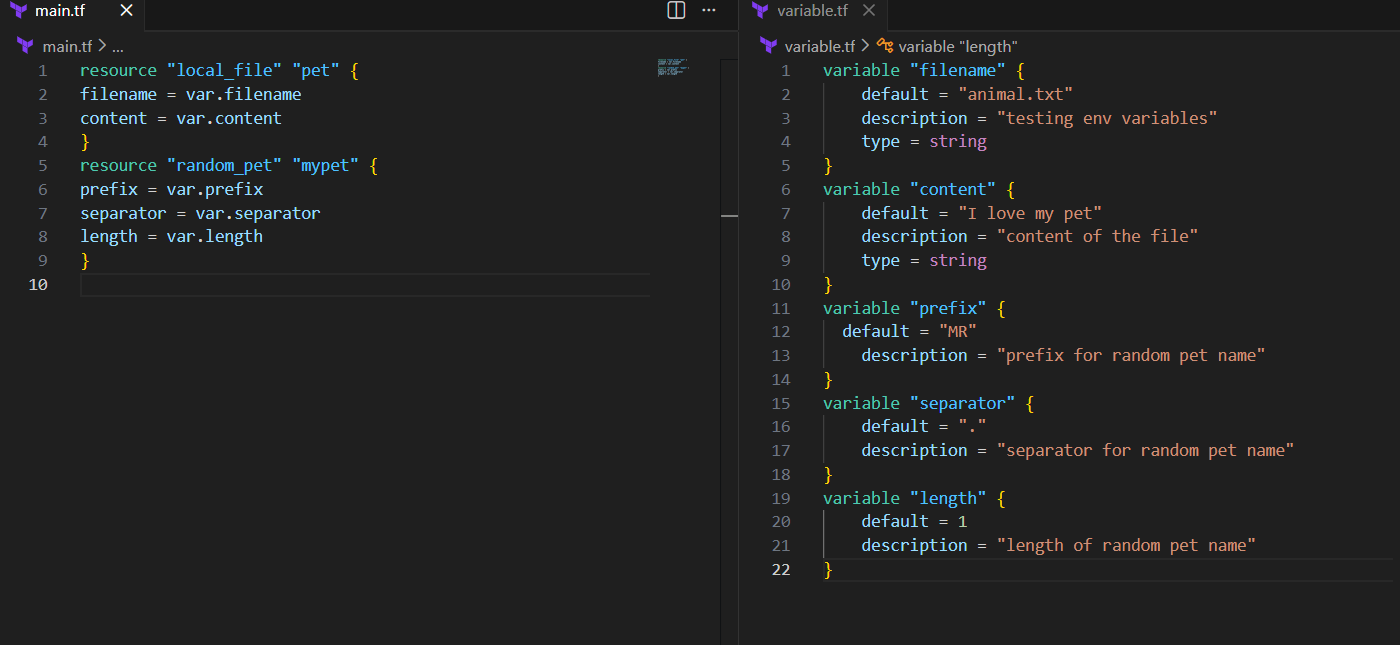 main.tf
main.tf > ...
1 resource "local_file" "pet" {
2 filename = var.filename
3 content = var.content
4 }
5 resource "random_pet" "mypet" {
6 prefix = var.prefix
7 separator = var.separator
8 length = var.length
9 }
10
variable.tf
variable.tf > variable "length"
1 variable "filename" {
2     default = "animal.txt"
3     description = "testing env variables"
4     type = string
5 }
6 variable "content" {
7     default = "I love my pet"
8     description = "content of the file"
9     type = string
10 }
11 variable "prefix" {
12   default = "MR"
13     description = "prefix for random pet name"
14 }
15 variable "separator" {
16     default = "."
17     description = "separator for random pet name"
18 }
19 variable "length" {
20     default = 1
21     description = "length of random pet name"
22 }